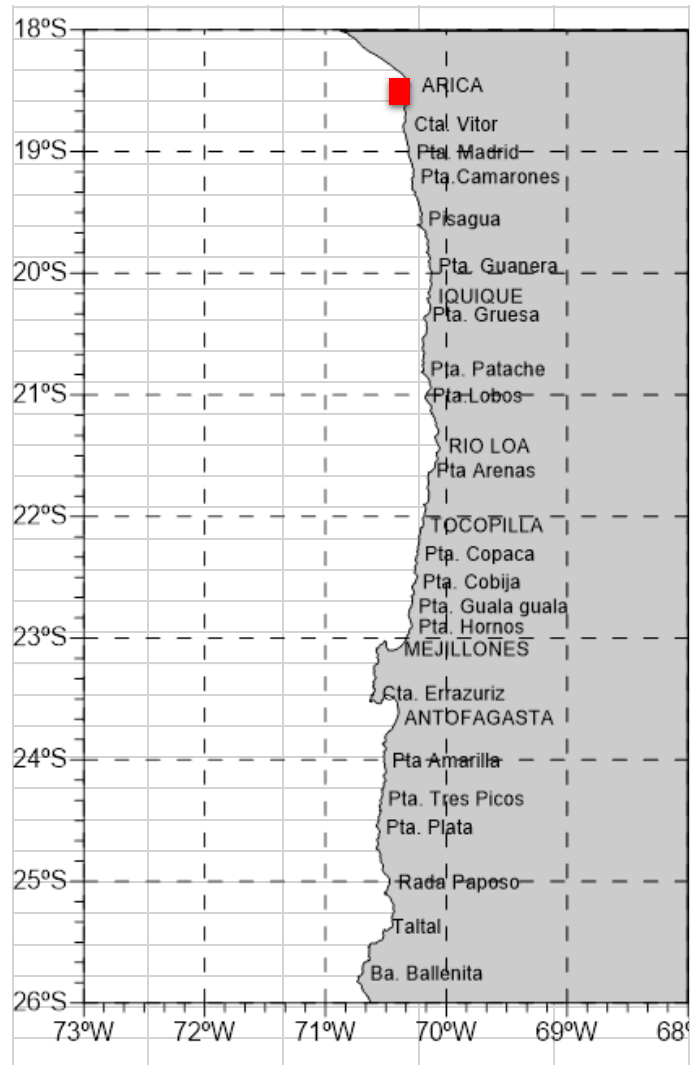 18ºS
ARICA
Cta. Vitor
19ºS
Pta. Madrid
Pta.Camarones
Pisagua
Pta. Guanera
20ºS
IQUIQUE
Pta. Gruesa
Pta. Patache
21ºS
Pta.Lobos
RIO LOA
Pta Arenas
22ºS
TOCOPILLA
Pta. Copaca
Pta. Cobija
Pta. Guala guala
Pta. Hornos
23ºS
MEJILLONES
Cta. Errazuriz
ANTOFAGASTA
24ºS
Pta Amarilla
Pta. Tres Picos
Pta. Plata
25ºS
Rada Paposo
Taltal
Ba. Ballenita
26ºS
73ºW 72ºW 71ºW 70ºW 69ºW 68º